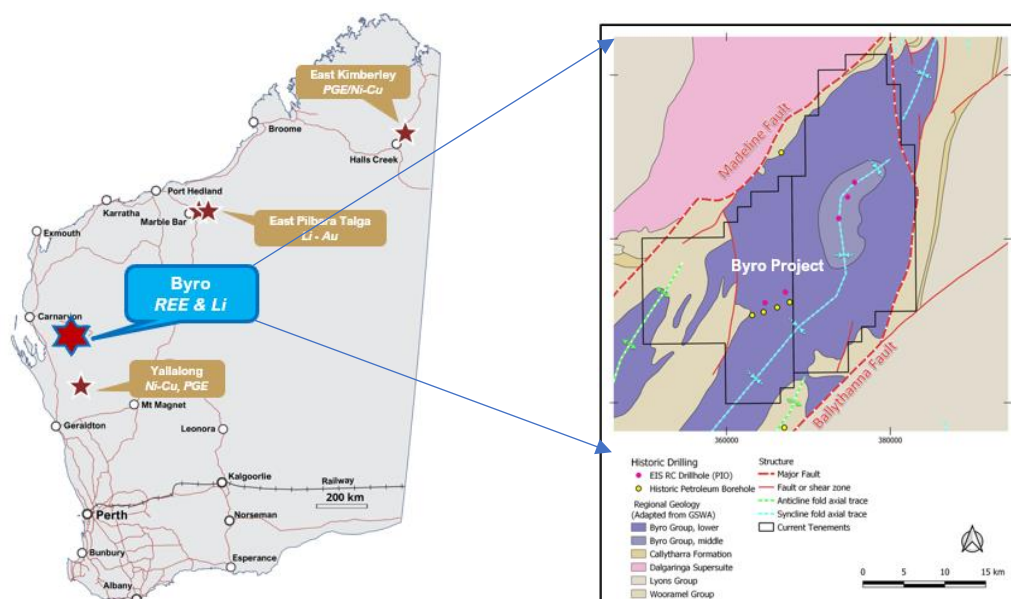 East Kimberley
PGE/Ni-Cu
Broome
Halls Creek
Port Hedland
Karratha
Marble Bar
Exmouth
East Pilbara Talga
Li - Au
Byro
REE & Li
Carnarvon
Yallalong
Ni-Cu, PGE
Mt Magnet
Geraldton
Leonora
Kalgoorlie
Railway
200 km
Perth
Norseman
Bunbury
Esperance
Albany
Madeline Fault
Byro Project
Ballythanna Fault
360000
380000
Historic Drilling
EIS RC Drillhole (PIO)
Historic Petroleum Borehole
Regional Geology
(Adapted from GSWA)
Byro Group, lower
Byro Group, middle
Callytharra Formation
Dalgaringa Supersuite
Lyons Group
Wooramel Group
Structure
Major Fault
Fault or shear zone
Anticline fold axial trace
Syncline fold axial trace
Current Tenements
0 5 10 15 km